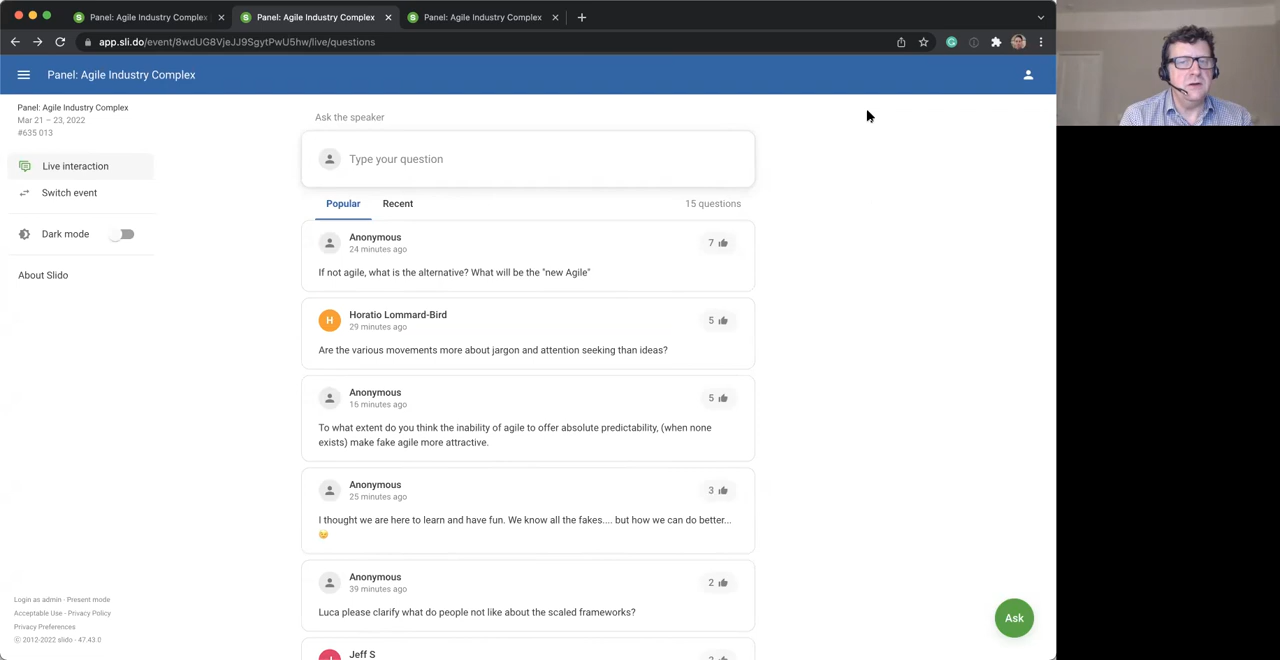 Panel: Agile Industry Complex
Panel: Agile Industry Complex
Panel: Agile Industry Complex
app.sli.do/event/8wdUG8VjeJJ9SgytPwU5hw/live/questions
Panel: Agile Industry Complex
Panel: Agile Industry Complex
Mar 21 – 23, 2022
#635 013
Live interaction
Switch event
Dark mode
About Slido
Ask the speaker
Type your question
Popular
Recent
15 questions
Anonymous
24 minutes ago
7
If not agile, what is the alternative? What will be the "new Agile"
H
Horatio Lommard-Bird
29 minutes ago
5
Are the various movements more about jargon and attention seeking than ideas?
Anonymous
16 minutes ago
5
To what extent do you think the inability of agile to offer absolute predictability, (when none
exists) make fake agile more attractive.
Anonymous
25 minutes ago
3
I thought we are here to learn and have fun. We know all the fakes.... but how we can do better...
Anonymous
39 minutes ago
2
Luca please clarify what do people not like about the scaled frameworks?
Jeff S
Ask
Login as admin - Present mode
Acceptable Use - Privacy Policy
Privacy Preferences
© 2012-2022 slido - 47.43.0